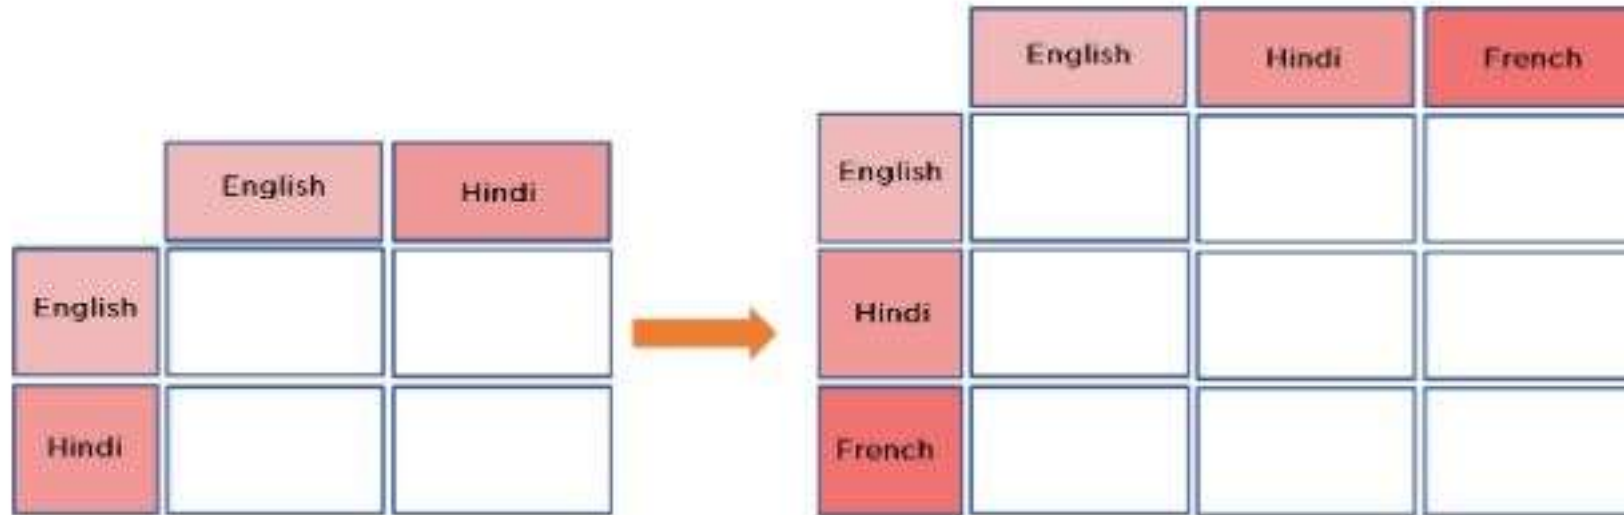 English Hindi
English
Hindi
English Hindi French
English
Hindi
French